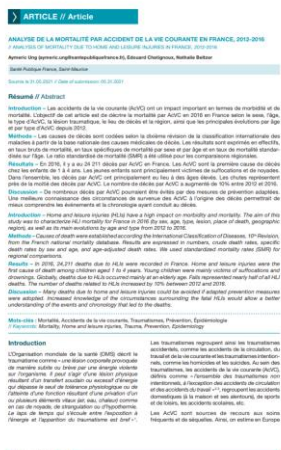 ARTICLE // Article
ANALYSE DE LA MORTALITÉ PAR ACCIDENT DE LA VIE COURANTE EN FRANCE, 2012-2016
// ANALYSIS OF MORTALITY DUE TO HOME AND LEISURE INJURIES IN FRANCE, 2012-2016
Aymeric Ung (aymeric.ung@santepubliquefrance.fr), Edouard Chatignoux, Nathalie Beltzer
Santé Publique France, Saint-Maurice
Soumis le 31.05.2021 // Date of submission: 05.31.2021
Résumé // Abstract
Introduction – Les accidents de la vie courante (AcVC) ont un impact important en termes de morbidité et de
mortalité. L'objectif de cet article est de décrire la mortalité par AcVC en 2016 en France selon le sexe, l'âge,
le type d'AcVC, la lésion traumatique, le lieu de décès et la région, ainsi que les principales évolutions par âge
et par type d'AcVC depuis 2012.
Méthode – Les causes de décès sont codées selon la dixième révision de la classification internationale des
maladies à partir de la base nationale des causes médicales de décès. Les résultats sont exprimés en effectifs,
en taux bruts de mortalité, en taux spécifiques de mortalité par sexe et par âge et en taux de mortalité standar-
disés sur l'âge. Le ratio standardisé de mortalité (SMR) a été utilisé pour les comparaisons régionales.
Résultats – En 2016, il y a eu 24 211 décès par AcVC en France. Les AcVC sont la première cause de décès
chez les enfants de 1 à 4 ans. Les jeunes enfants sont principalement victimes de suffocations et de noyades.
Dans l'ensemble, les décès par AcVC ont principalement eu lieu à des âges élevés. Les chutes représentent
près de la moitié des décès par AcVC. Le nombre de décès par AcVC a augmenté de 10% entre 2012 et 2016.
Discussion – De nombreux décès par AcVC pourraient être évités par des mesures de prévention adaptées.
Une meilleure connaissance des circonstances de survenue des AcVC à l'origine des décès permettrait de
mieux comprendre les événements et la chronologie ayant conduit au décès.
Introduction – Home and leisure injuries (HLIs) have a high impact on morbidity and mortality. The aim of this
study was to characterize HLI mortality for France in 2016 (by sex, age, type, lesion, place of death, geographic
region), as well as its main evolutions by age and type from 2012 to 2016.
Methods – Causes of death were established according the International Classification of Diseases, 10th Revision,
from the French national mortality database. Results are expressed in numbers, crude death rates, specific
death rates by sex and age, and age-adjusted death rates. We used standardized mortality ratios (SMR) for
regional comparisons.
Results – In 2016, 24,211 deaths due to HLIs were recorded in France. Home and leisure injuries were the
first cause of death among children aged 1 to 4 years. Young children were mainly victims of suffocations and
drownings. Globally, deaths due to HLIs occurred mainly at an elderly age. Falls represented nearly half of all HLI
deaths. The number of deaths related to HLIs increased by 10% between 2012 and 2016.
Discussion – Many deaths due to home and leisure injuries could be avoided if adapted prevention measures
were adopted. Increased knowledge of the circumstances surrounding the fatal HLIs would allow a better
understanding of the events and chronology that led to the deaths.
Mots-clés : Mortalité, Accidents de la vie courante, Traumatismes, Prévention, Épidémiologie
// Keywords: Mortality, Home and leisure injuries, Trauma, Prevention, Epidemiology
Introduction
L'Organisation mondiale de la santé (OMS) décrit le
traumatisme comme « une lésion corporelle provoquée
de manière subite ou brève par une énergie violente
sur l'organisme. Il peut s'agir d'une lésion physique
résultant d'un transfert soudain ou excessif d'énergie
qui dépasse le seuil de tolérance physiologique ou de
l'atteinte d'une fonction résultant d'une privation d'un
ou plusieurs éléments vitaux (air, eau, chaleur) comme
en cas de noyade, de strangulation ou d'hypothermie.
Le laps de temps qui s'écoule entre l'exposition à
l'énergie et l'apparition du traumatisme est bref »
Les traumatismes regroupent ainsi les traumatismes
accidentels, comme les accidents de la circulation, du
travail et de la vie courante et les traumatismes intention-
nels, comme les homicides et les suicides. Au sein des
traumatismes, les accidents de la vie courante (AcVC),
définis comme « l'ensemble des traumatismes non
intentionnels, à l'exception des accidents de circulation
et des accidents du travail », regroupent les accidents
domestiques (à la maison et ses alentours), de sports
et de loisirs, les accidents scolaires, etc.
Les AcVC sont sources de recours aux soins
fréquents et de séquelles. Ainsi, on estime en Europe